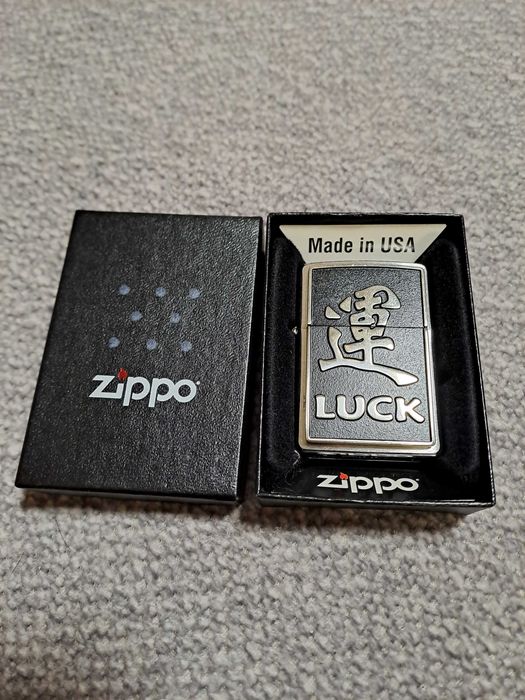 zippo
Made in USA
運
LUCK
zippo